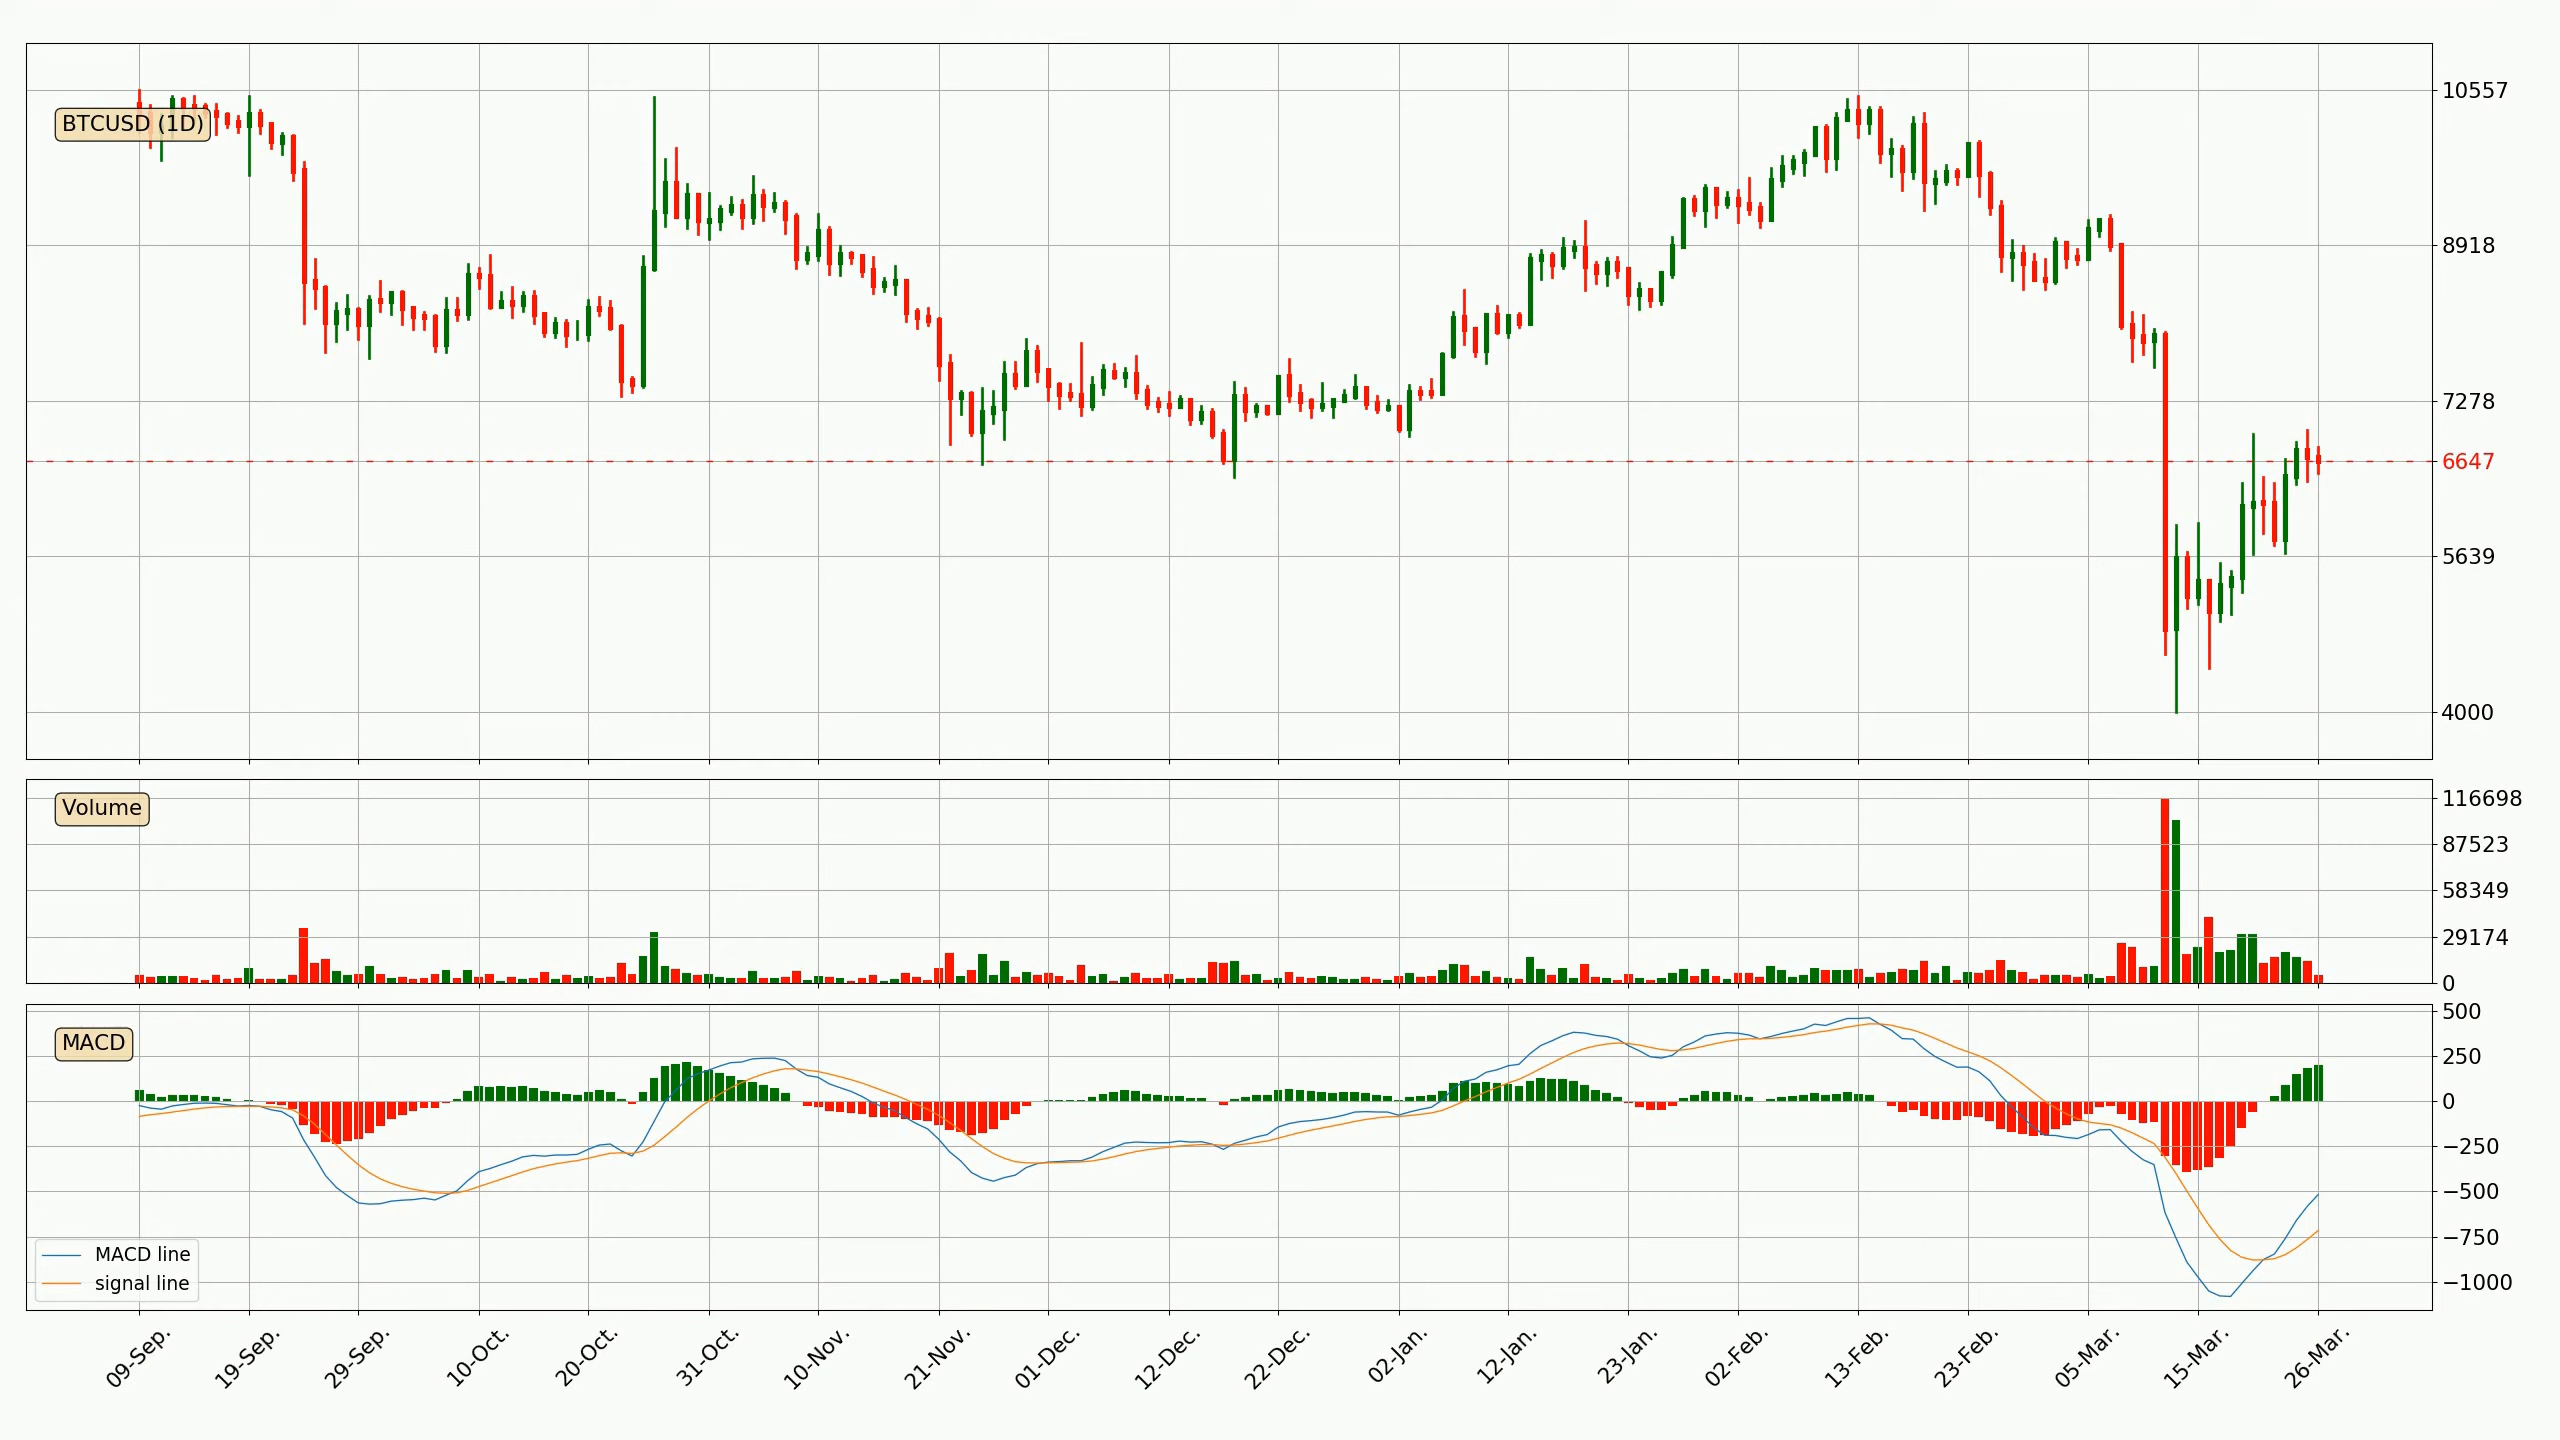 BTCUSD (1D)
10557
8918
7278
6647
5639
4000
Volume
116698
87523
58349
29174
0
MACD
500
250
0
−250
−500
−750
−1000
MACD line
signal line
09-Sep.
19-Sep.
29-Sep.
10-Oct.
20-Oct.
31-Oct.
10-Nov.
21-Nov.
01-Dec.
12-Dec.
22-Dec.
02-Jan.
12-Jan.
23-Jan.
02-Feb.
13-Feb.
23-Feb.
05-Mar.
15-Mar.
26-Mar.